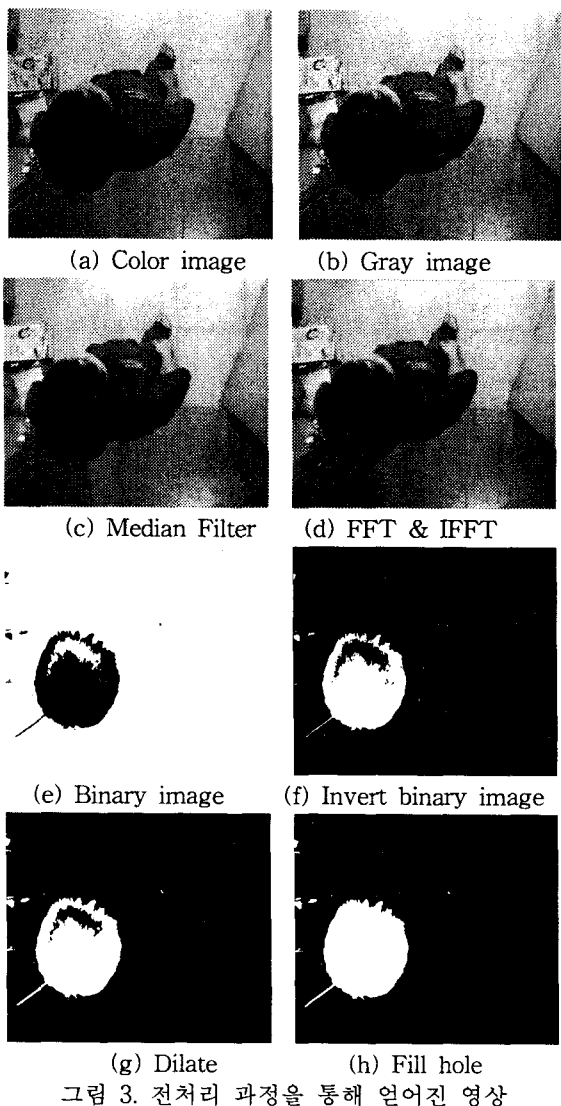 (a) Color image (b) Gray image
(c) Median Filter (d) FFT & IFFT
(e) Binary image (f) Invert binary image
(g) Dilate (h) Fill hole
그림 3. 전처리 과정을 통해 얻어진 영상